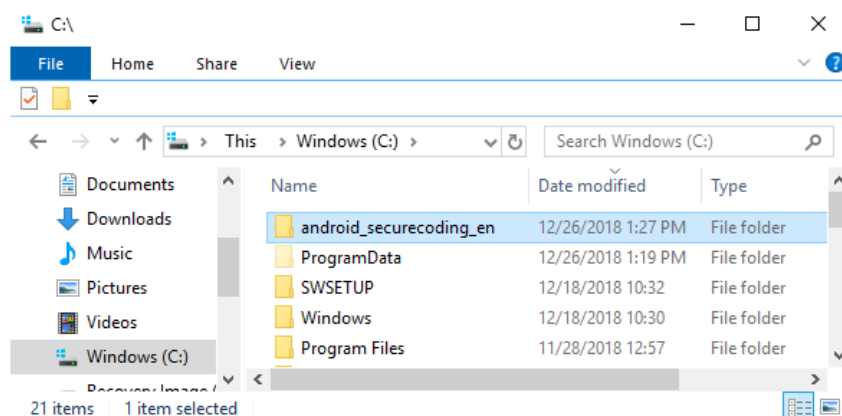 C:\
File Home Share View
This > Windows (C:) > Search Windows (C:)
Documents
Downloads
Music
Pictures
Videos
Windows (C:)
Name Date modified Type
android_securecoding_en 12/26/2018 1:27 PM File folder
ProgramData 12/26/2018 1:19 PM File folder
SWSETUP 12/18/2018 10:32 File folder
Windows 12/18/2018 10:30 File folder
Program Files 11/28/2018 12:57 File folder
21 items 1 item selected